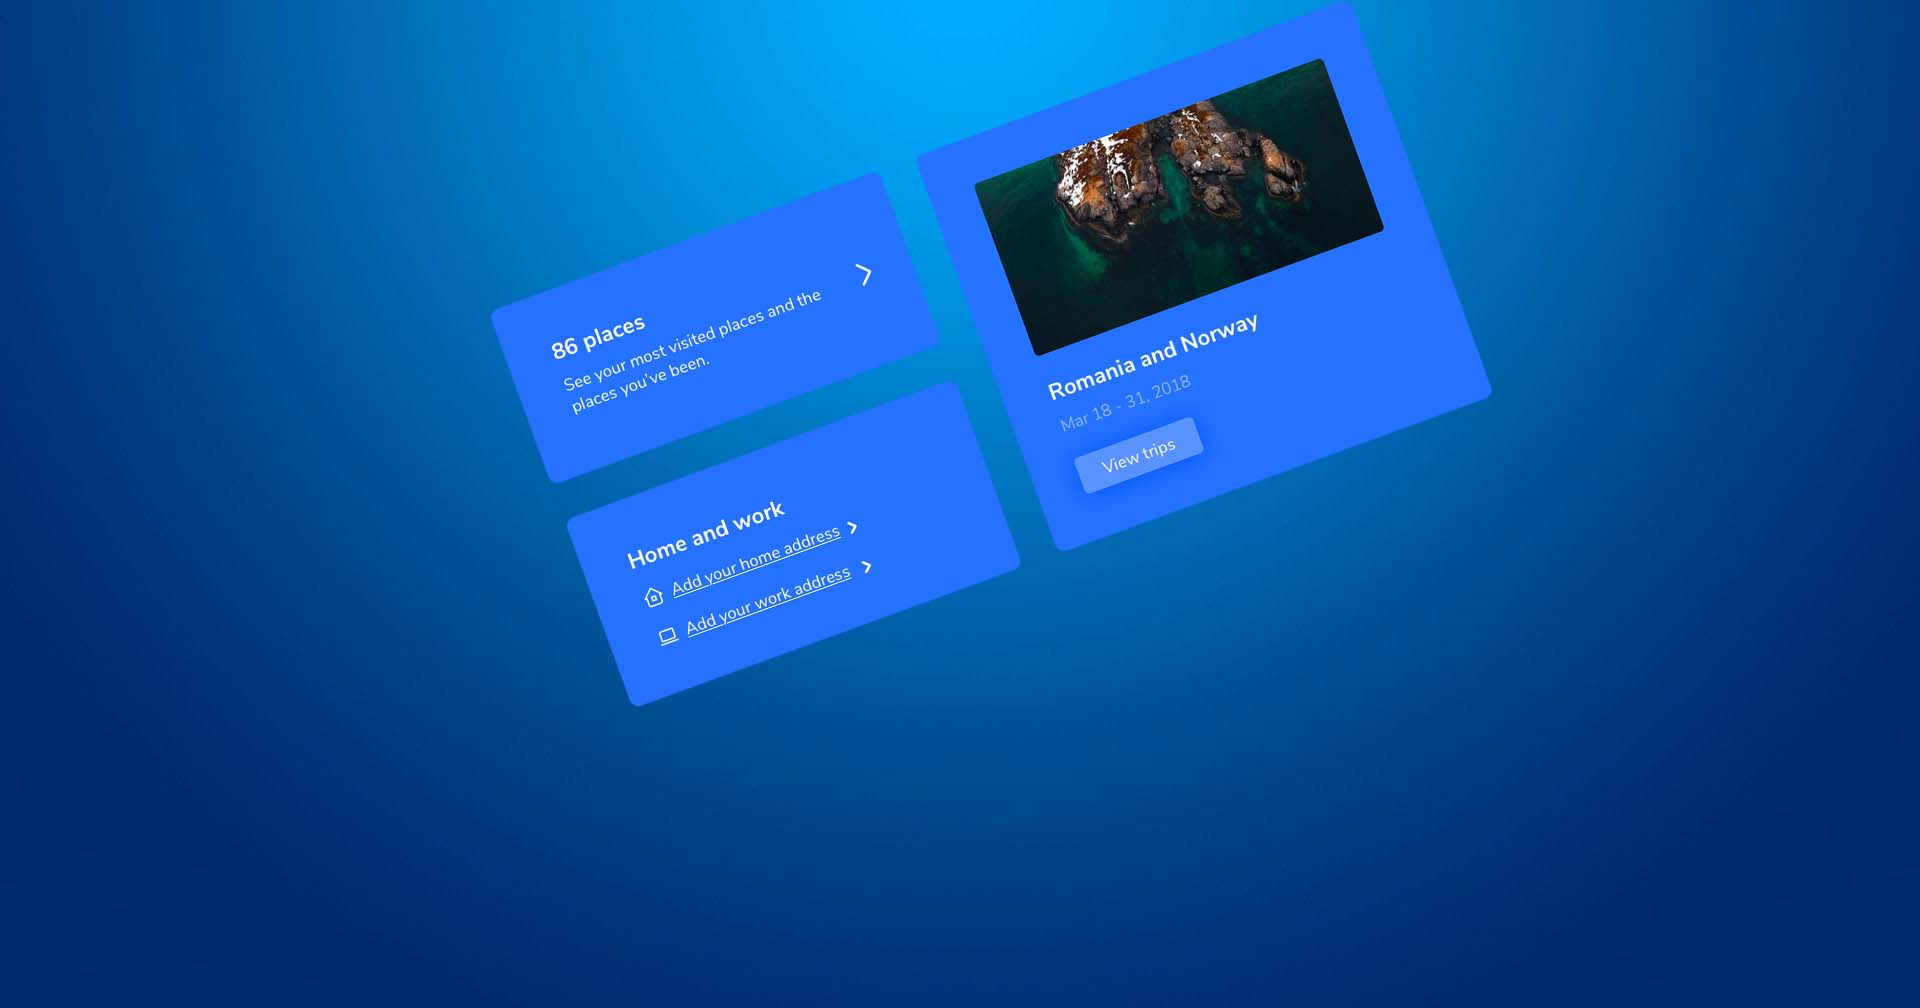 86 places
See your most visited places and the
places you've been.
Home and work
Add your home address
Add your work address
Romania and Norway
Mar 18 - 31, 2018
View trips